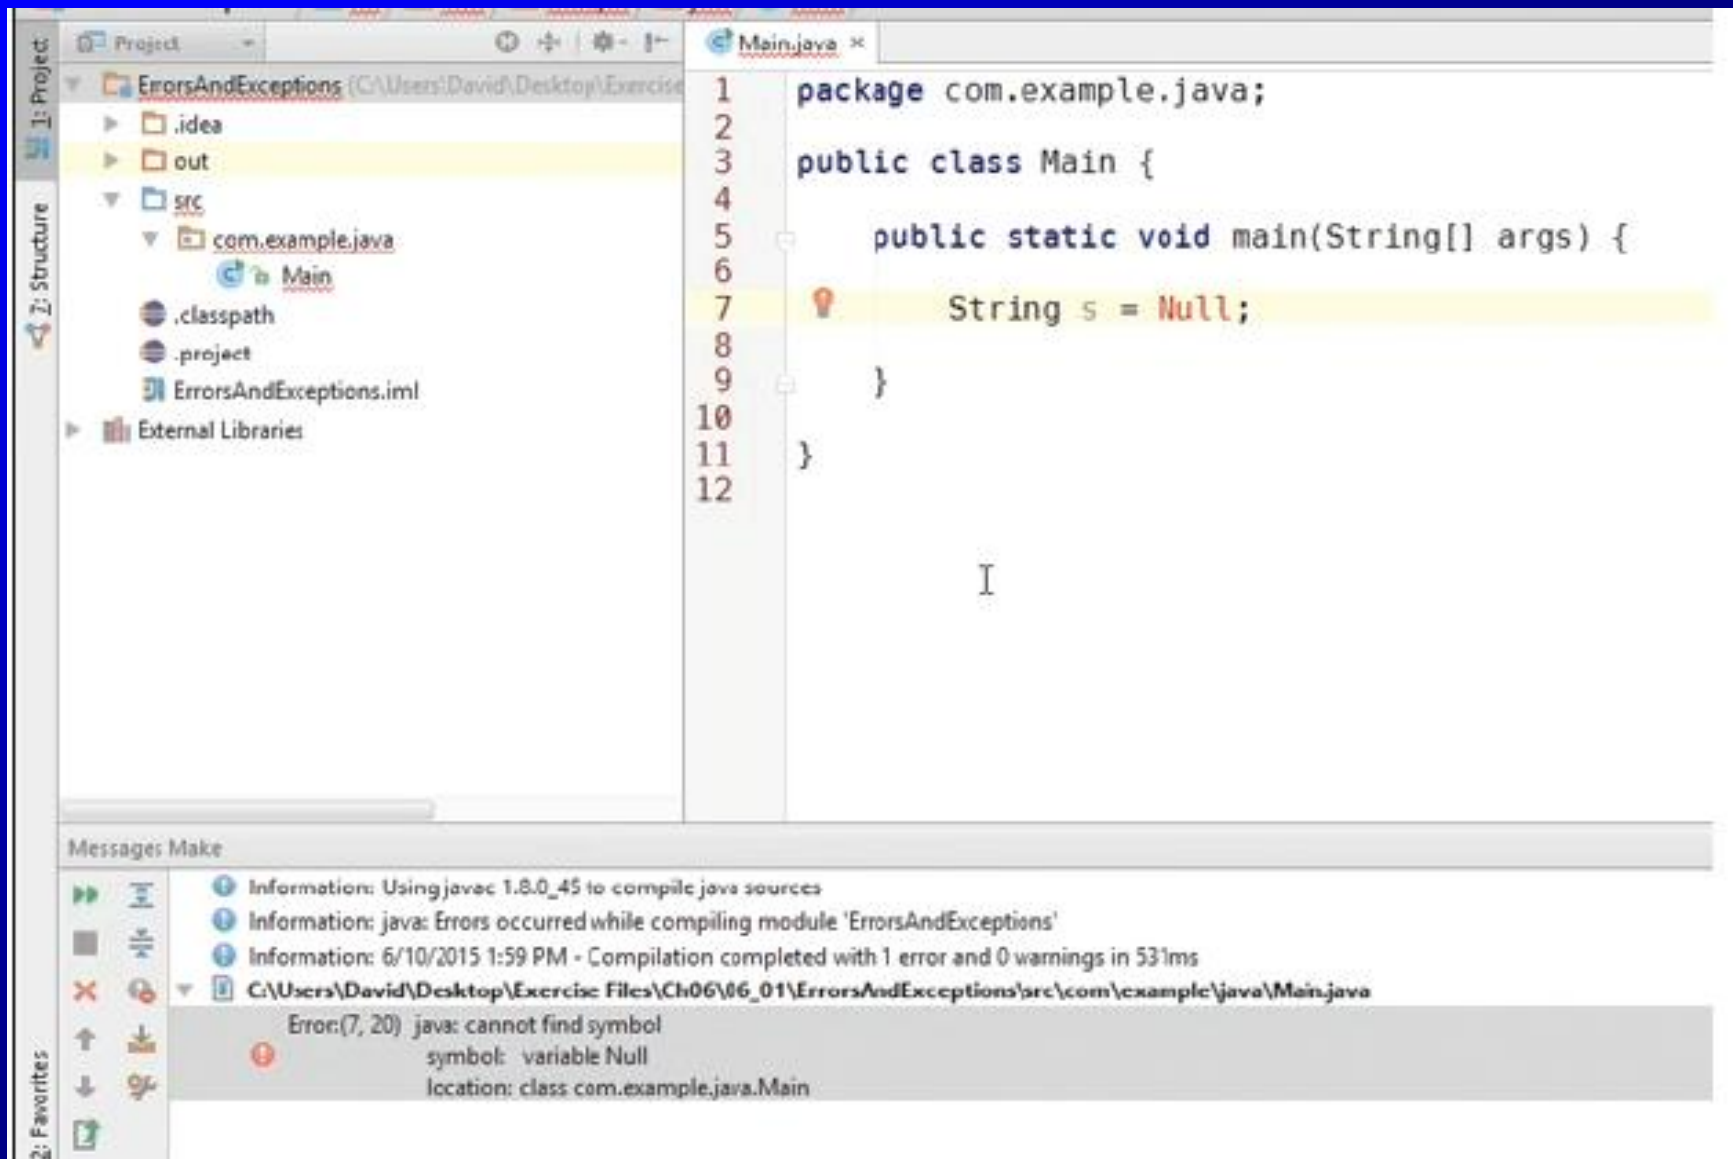 1: Project
7: Structure
2: Favorites
Project
ErrorsAndExceptions (C:\Users\David\Desktop\Exercise
.idea
out
src
com.example.java
Main
.classpath
.project
ErrorsAndExceptions.iml
External Libraries
Main.java
1 package com.example.java;
2
3 public class Main {
4
5 public static void main(String[] args) {
6
7 String s = Null;
8
9 }
10
11 }
12
Messages Make
Information: Using javac 1.8.0_45 to compile java sources
Information: java: Errors occurred while compiling module 'ErrorsAndExceptions'
Information: 6/10/2015 1:59 PM - Compilation completed with 1 error and 0 warnings in 531ms
C:\Users\David\Desktop\Exercise Files\Ch06\06_01\ErrorsAndExceptions\src\com\example\java\Main.java
Error:(7, 20) java: cannot find symbol
symbol: variable Null
location: class com.example.java.Main